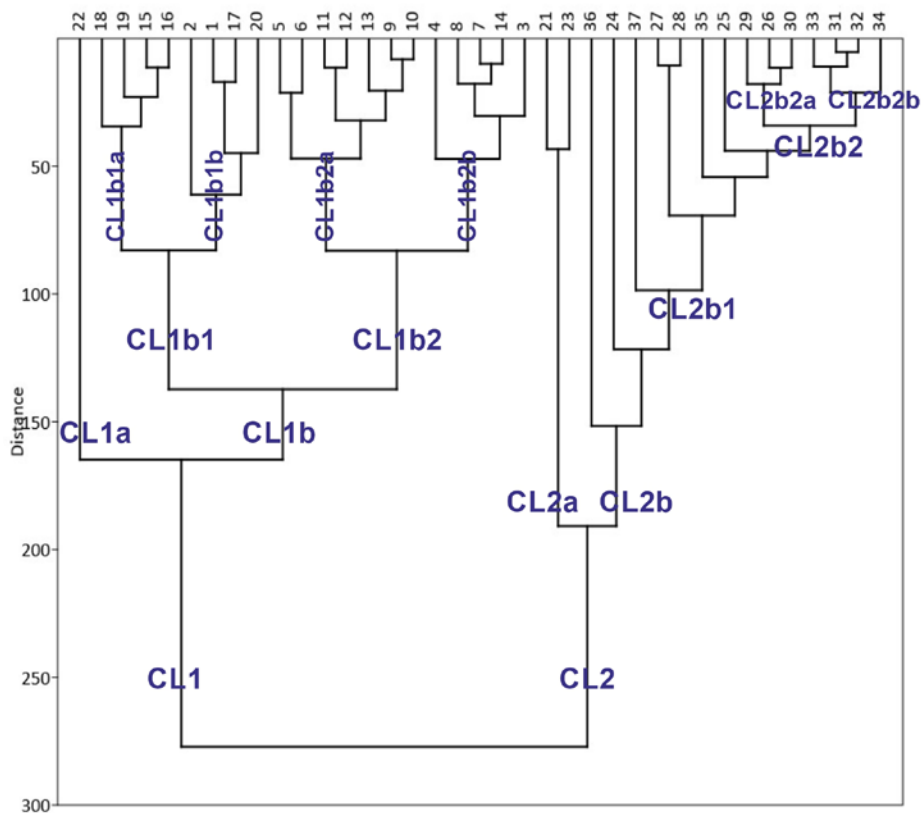 22 18 19 15 16 2 1 17 20 5 6 11 12 13 9 10 4 8 7 14 3 21 23 36 24 37 27 28 35 25 29 26 30 33 31 32 34
CL2b2a CL2b2b
CL2b2
50
CL1b1a CL1b1b CL1b2a CL1b2b
100
CL2b1
CL1b1 CL1b2
Distance
150
CL1a CL1b
CL2a CL2b
200
250
CL1 CL2
300